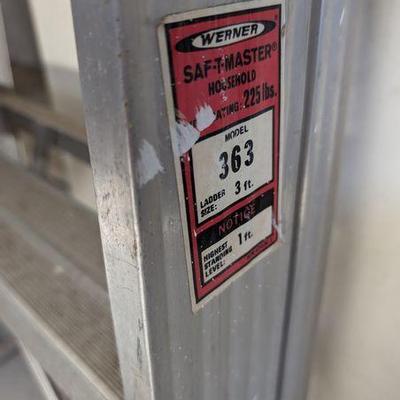 WERNER
SAF-T-MASTER®
HOUSEHOLD
RATING: 225 lbs.
MODEL
363
LADDER SIZE: 3 ft.
NOTICE
HIGHEST STANDING LEVEL: 1 ft.